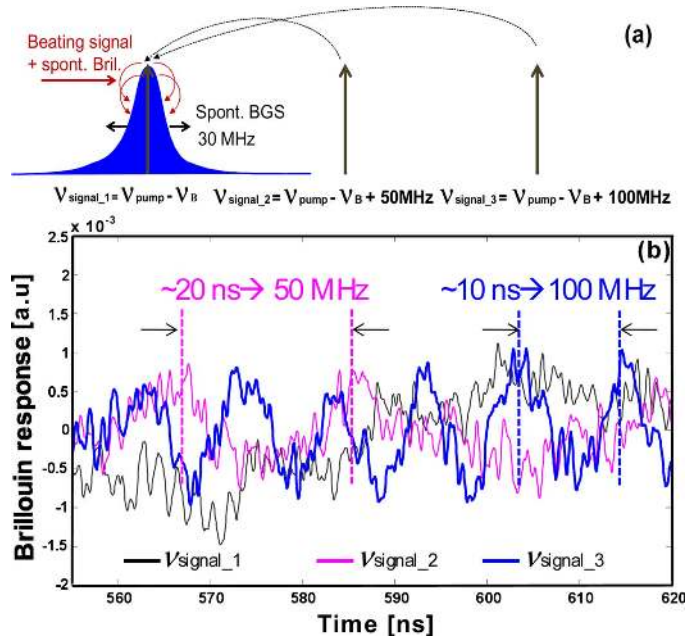 (a)
Beating signal
+ spont. Bril.
Spont. BGS
30 MHz
νsignal_1= νpump - νB
νsignal_2= νpump - νB + 50MHz
νsignal_3= νpump - νB + 100MHz
x 10⁻³
(b)
2.5
2
1.5
1
0.5
0
-0.5
-1
-1.5
-2
~20 ns→ 50 MHz
~10 ns→ 100 MHz
Brillouin response [a.u]
νsignal_1
νsignal_2
νsignal_3
560
570
580
590
600
610
620
Time [ns]